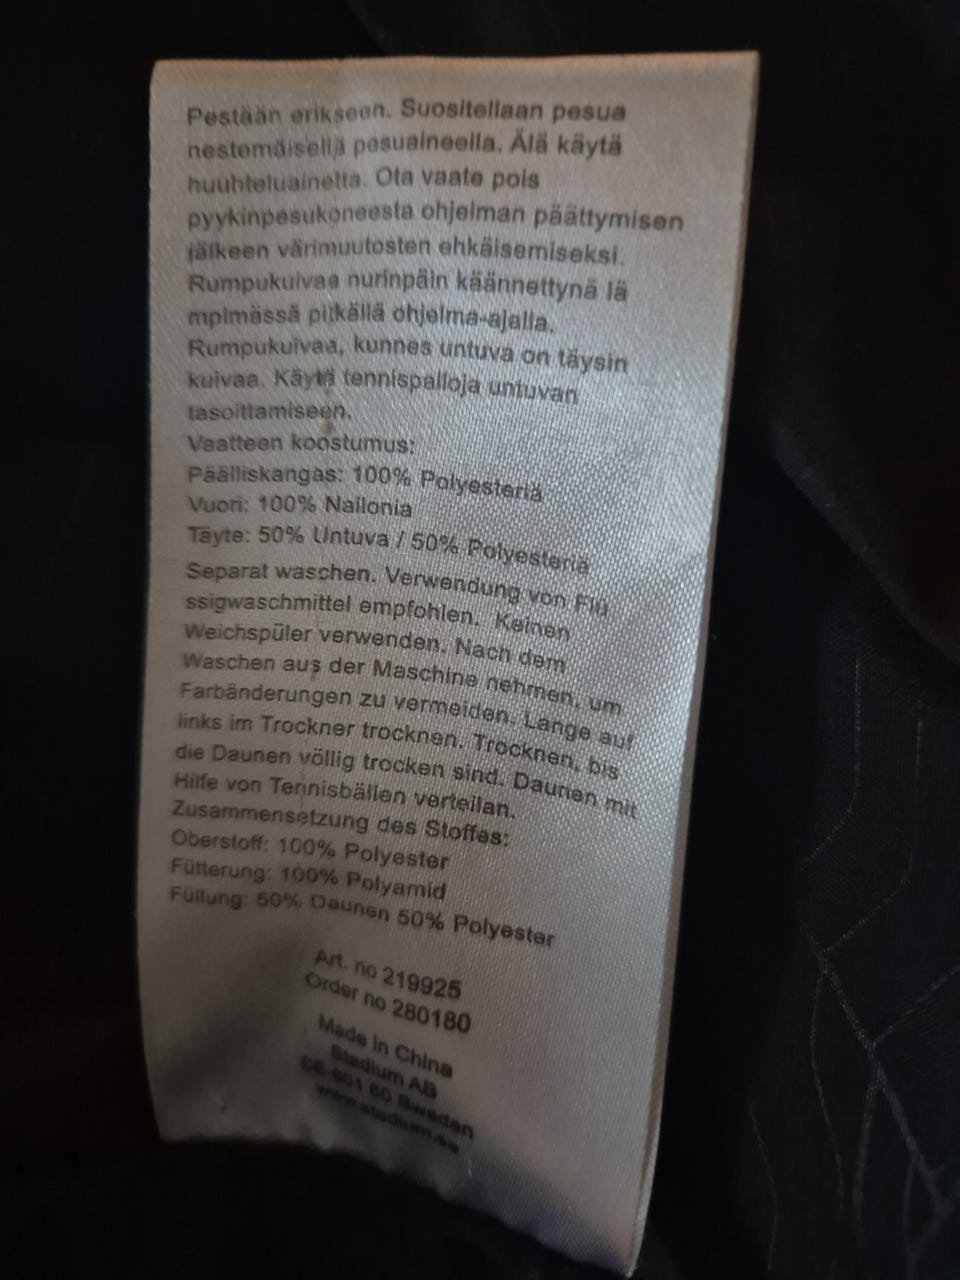 Pestään erikseen. Suositellaan pesua
nestemäisellä pesuaineella. Älä käytä
huuhteluainetta. Ota vaate pois
pyykinpesukoneesta ohjelman päättymisen
jälkeen värimuutosten ehkäisemiseksi.
Rumpukuivaa nurinpäin käännettynä lä
mpimässä pitkällä ohjelma-ajalla.
Rumpukuivaa, kunnes untuva on täysin
kuivaa. Käytä tennispalloja untuvan
tasoittamiseen.
Vaatteen koostumus:
Päälliskangas: 100% Polyesteriä
Vuori: 100% Nailonia
Täyte: 50% Untuva / 50% Polyesteriä
Separat waschen. Verwendung von Flü
ssigwaschmittel empfohlen. Keinen
Weichspüler verwenden. Nach dem
Waschen aus der Maschine nehmen, um
Farbänderungen zu vermeiden. Lange auf
links im Trockner trocknen. Trocknen, bis
die Daunen völlig trocken sind. Daunen mit
Hilfe von Tennisbällen verteilan.
Zusammensetzung des Stoffes:
Oberstoff: 100% Polyester
Fütterung: 100% Polyamid
Füllung: 50% Daunen 50% Polyester
Art. no 219925
Order no 280180
Made in China
Stadium AB
SE-601 60 Sweden
www.stadium.se